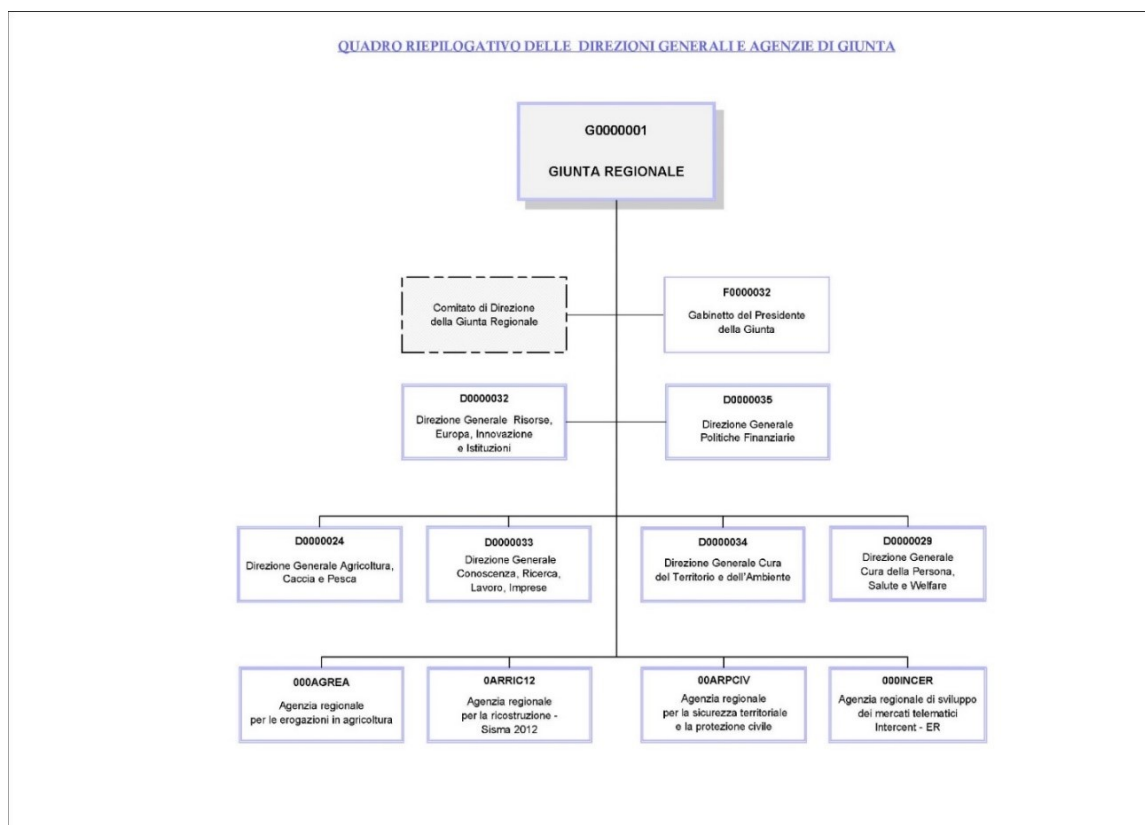 QUADRO RIEPILOGATIVO DELLE DIREZIONI GENERALI E AGENZIE DI GIUNTA
G0000001
GIUNTA REGIONALE
Comitato di Direzione
della Giunta Regionale
F0000032
Gabinetto del Presidente
della Giunta
D0000032
Direzione Generale Risorse,
Europa, Innovazione
e Istituzioni
D0000035
Direzione Generale
Politiche Finanziarie
D0000024
Direzione Generale Agricoltura,
Caccia e Pesca
D0000033
Direzione Generale
Conoscenza, Ricerca,
Lavoro, Imprese
D0000034
Direzione Generale Cura
del Territorio e dell'Ambiente
D0000029
Direzione Generale
Cura della Persona,
Salute e Welfare
000AGREA
Agenzia regionale
per le erogazioni in agricoltura
0ARRIC12
Agenzia regionale
per la ricostruzione -
Sisma 2012
00ARPCIV
Agenzia regionale
per la sicurezza territoriale
e la protezione civile
000INCER
Agenzia regionale di sviluppo
dei mercati telematici
Intercent - ER